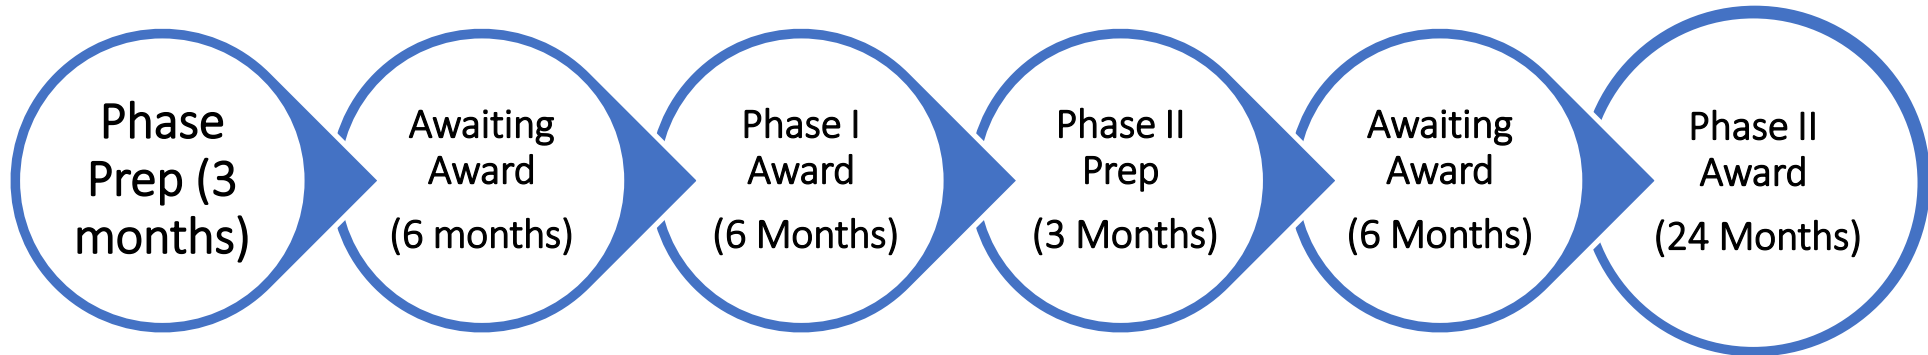 Phase
Prep (3
months)
Awaiting
Award
(6 months)
Phase I
Award
(6 Months)
Phase II
Prep
(3 Months)
Awaiting
Award
(6 Months)
Phase II
Award
(24 Months)